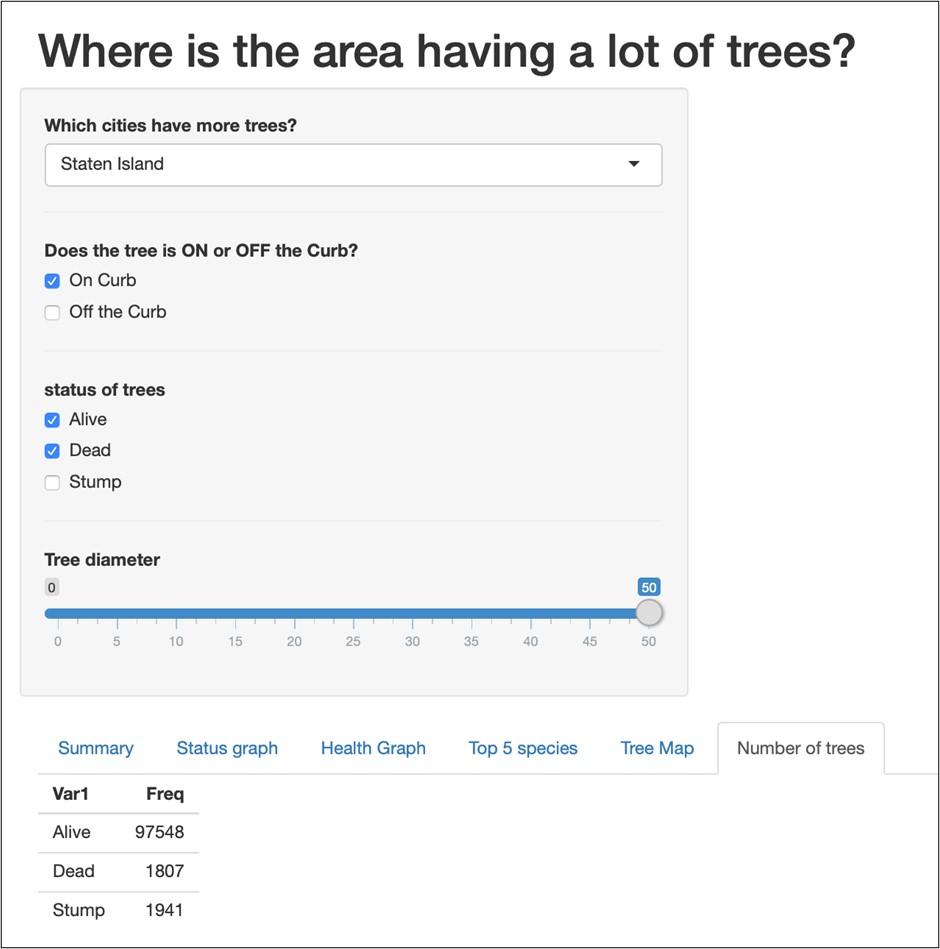 Where is the area having a lot of trees?
Which cities have more trees?
Staten Island
Does the tree is ON or OFF the Curb?
On Curb
Off the Curb
status of trees
Alive
Dead
Stump
Tree diameter
0 50
0 5 10 15 20 25 30 35 40 45 50
Summary Status graph Health Graph Top 5 species Tree Map Number of trees
Var1 Freq
Alive 97548
Dead 1807
Stump 1941